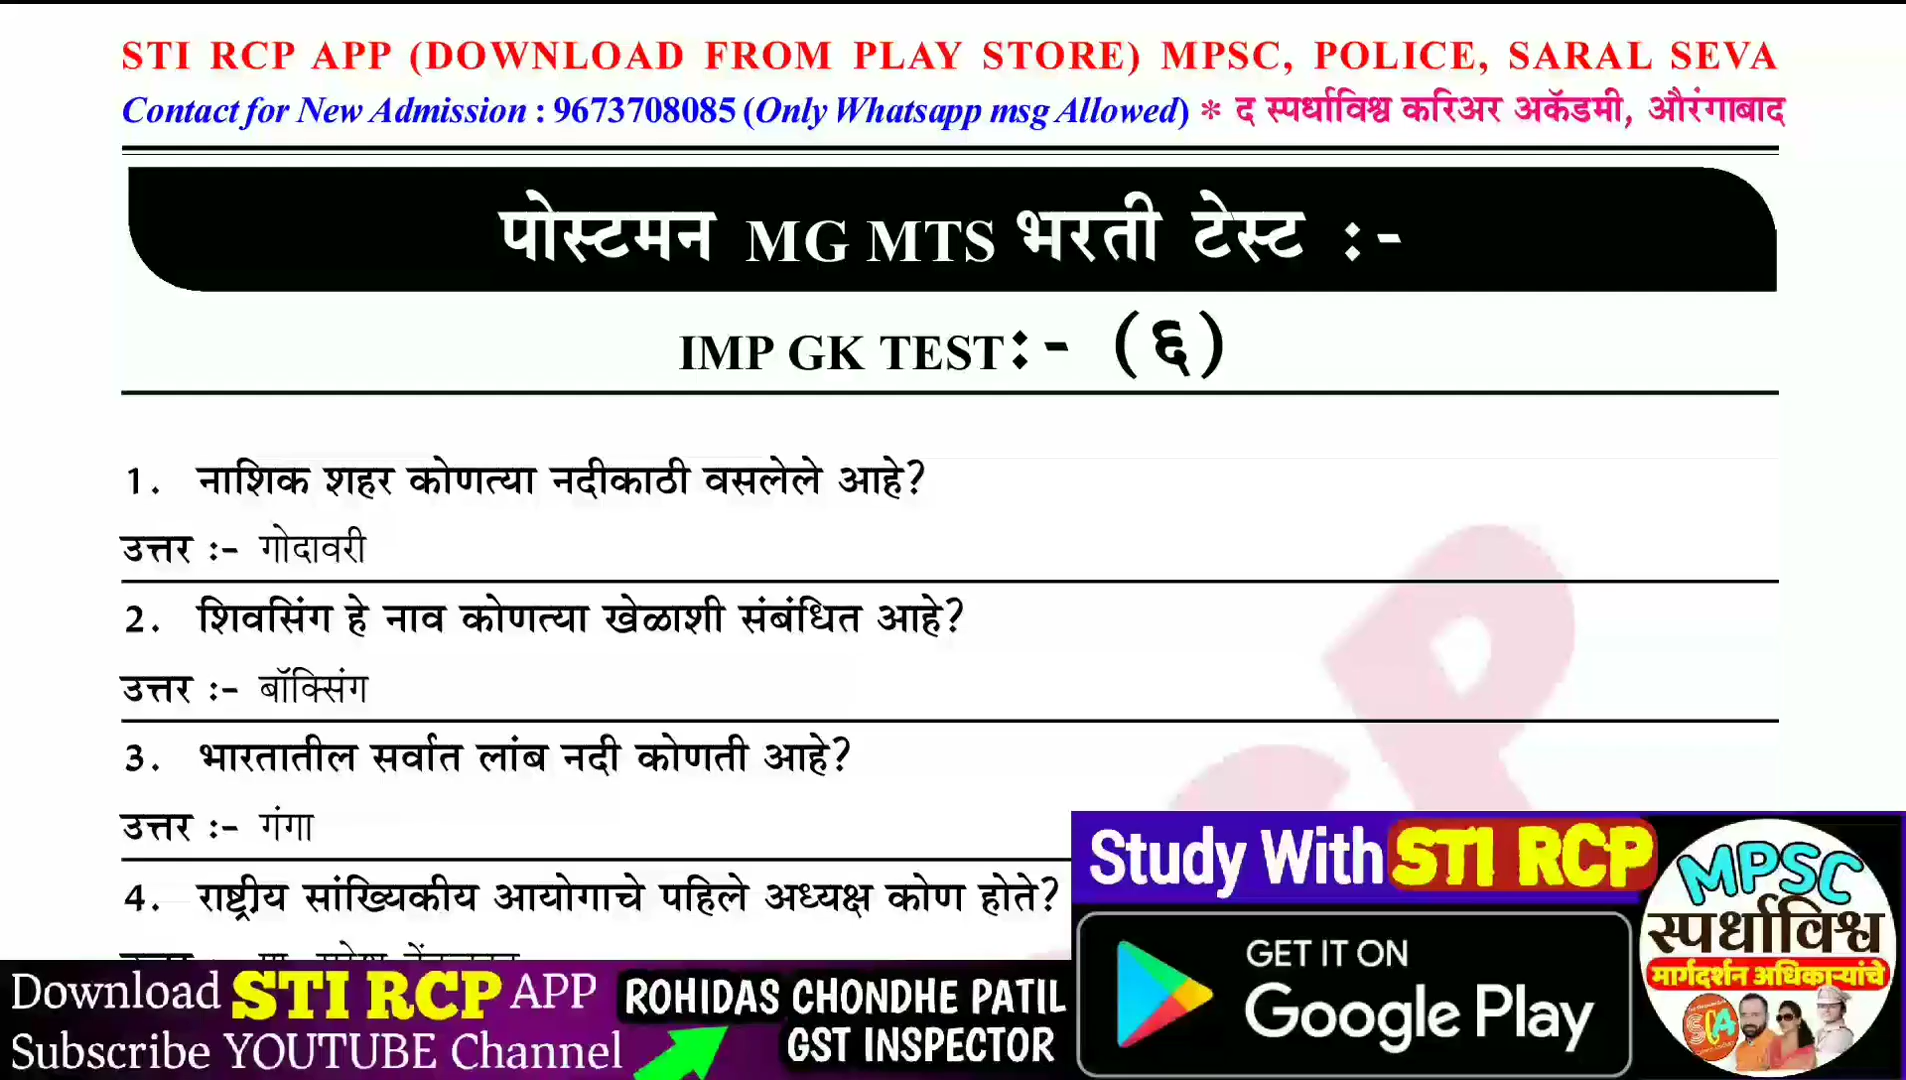 STI RCP APP (DOWNLOAD FROM PLAY STORE) MPSC, POLICE, SARAL SEVA
Contact for New Admission : 9673708085 (Only Whatsapp msg Allowed) * द स्पर्धाविश्व करिअर अकॅडमी, औरंगाबाद
पोस्टमन MG MTS भरती टेस्ट :-
IMP GK TEST:- (६)
1. नाशिक शहर कोणत्या नदीकाठी वसलेले आहे?
उत्तर :- गोदावरी
2. शिवसिंग हे नाव कोणत्या खेळाशी संबंधित आहे?
उत्तर :- बॉक्सिंग
3. भारतातील सर्वात लांब नदी कोणती आहे?
उत्तर :- गंगा
4. राष्ट्रीय सांख्यिकीय आयोगाचे पहिले अध्यक्ष कोण होते?
Study With STI RCP
GET IT ON
Google Play
MPSC
स्पर्धाविश्व
मार्गदर्शन अधिकाऱ्यांचे
SCA
Download STI RCP APP
Subscribe YOUTUBE Channel
ROHIDAS CHONDHE PATIL
GST INSPECTOR